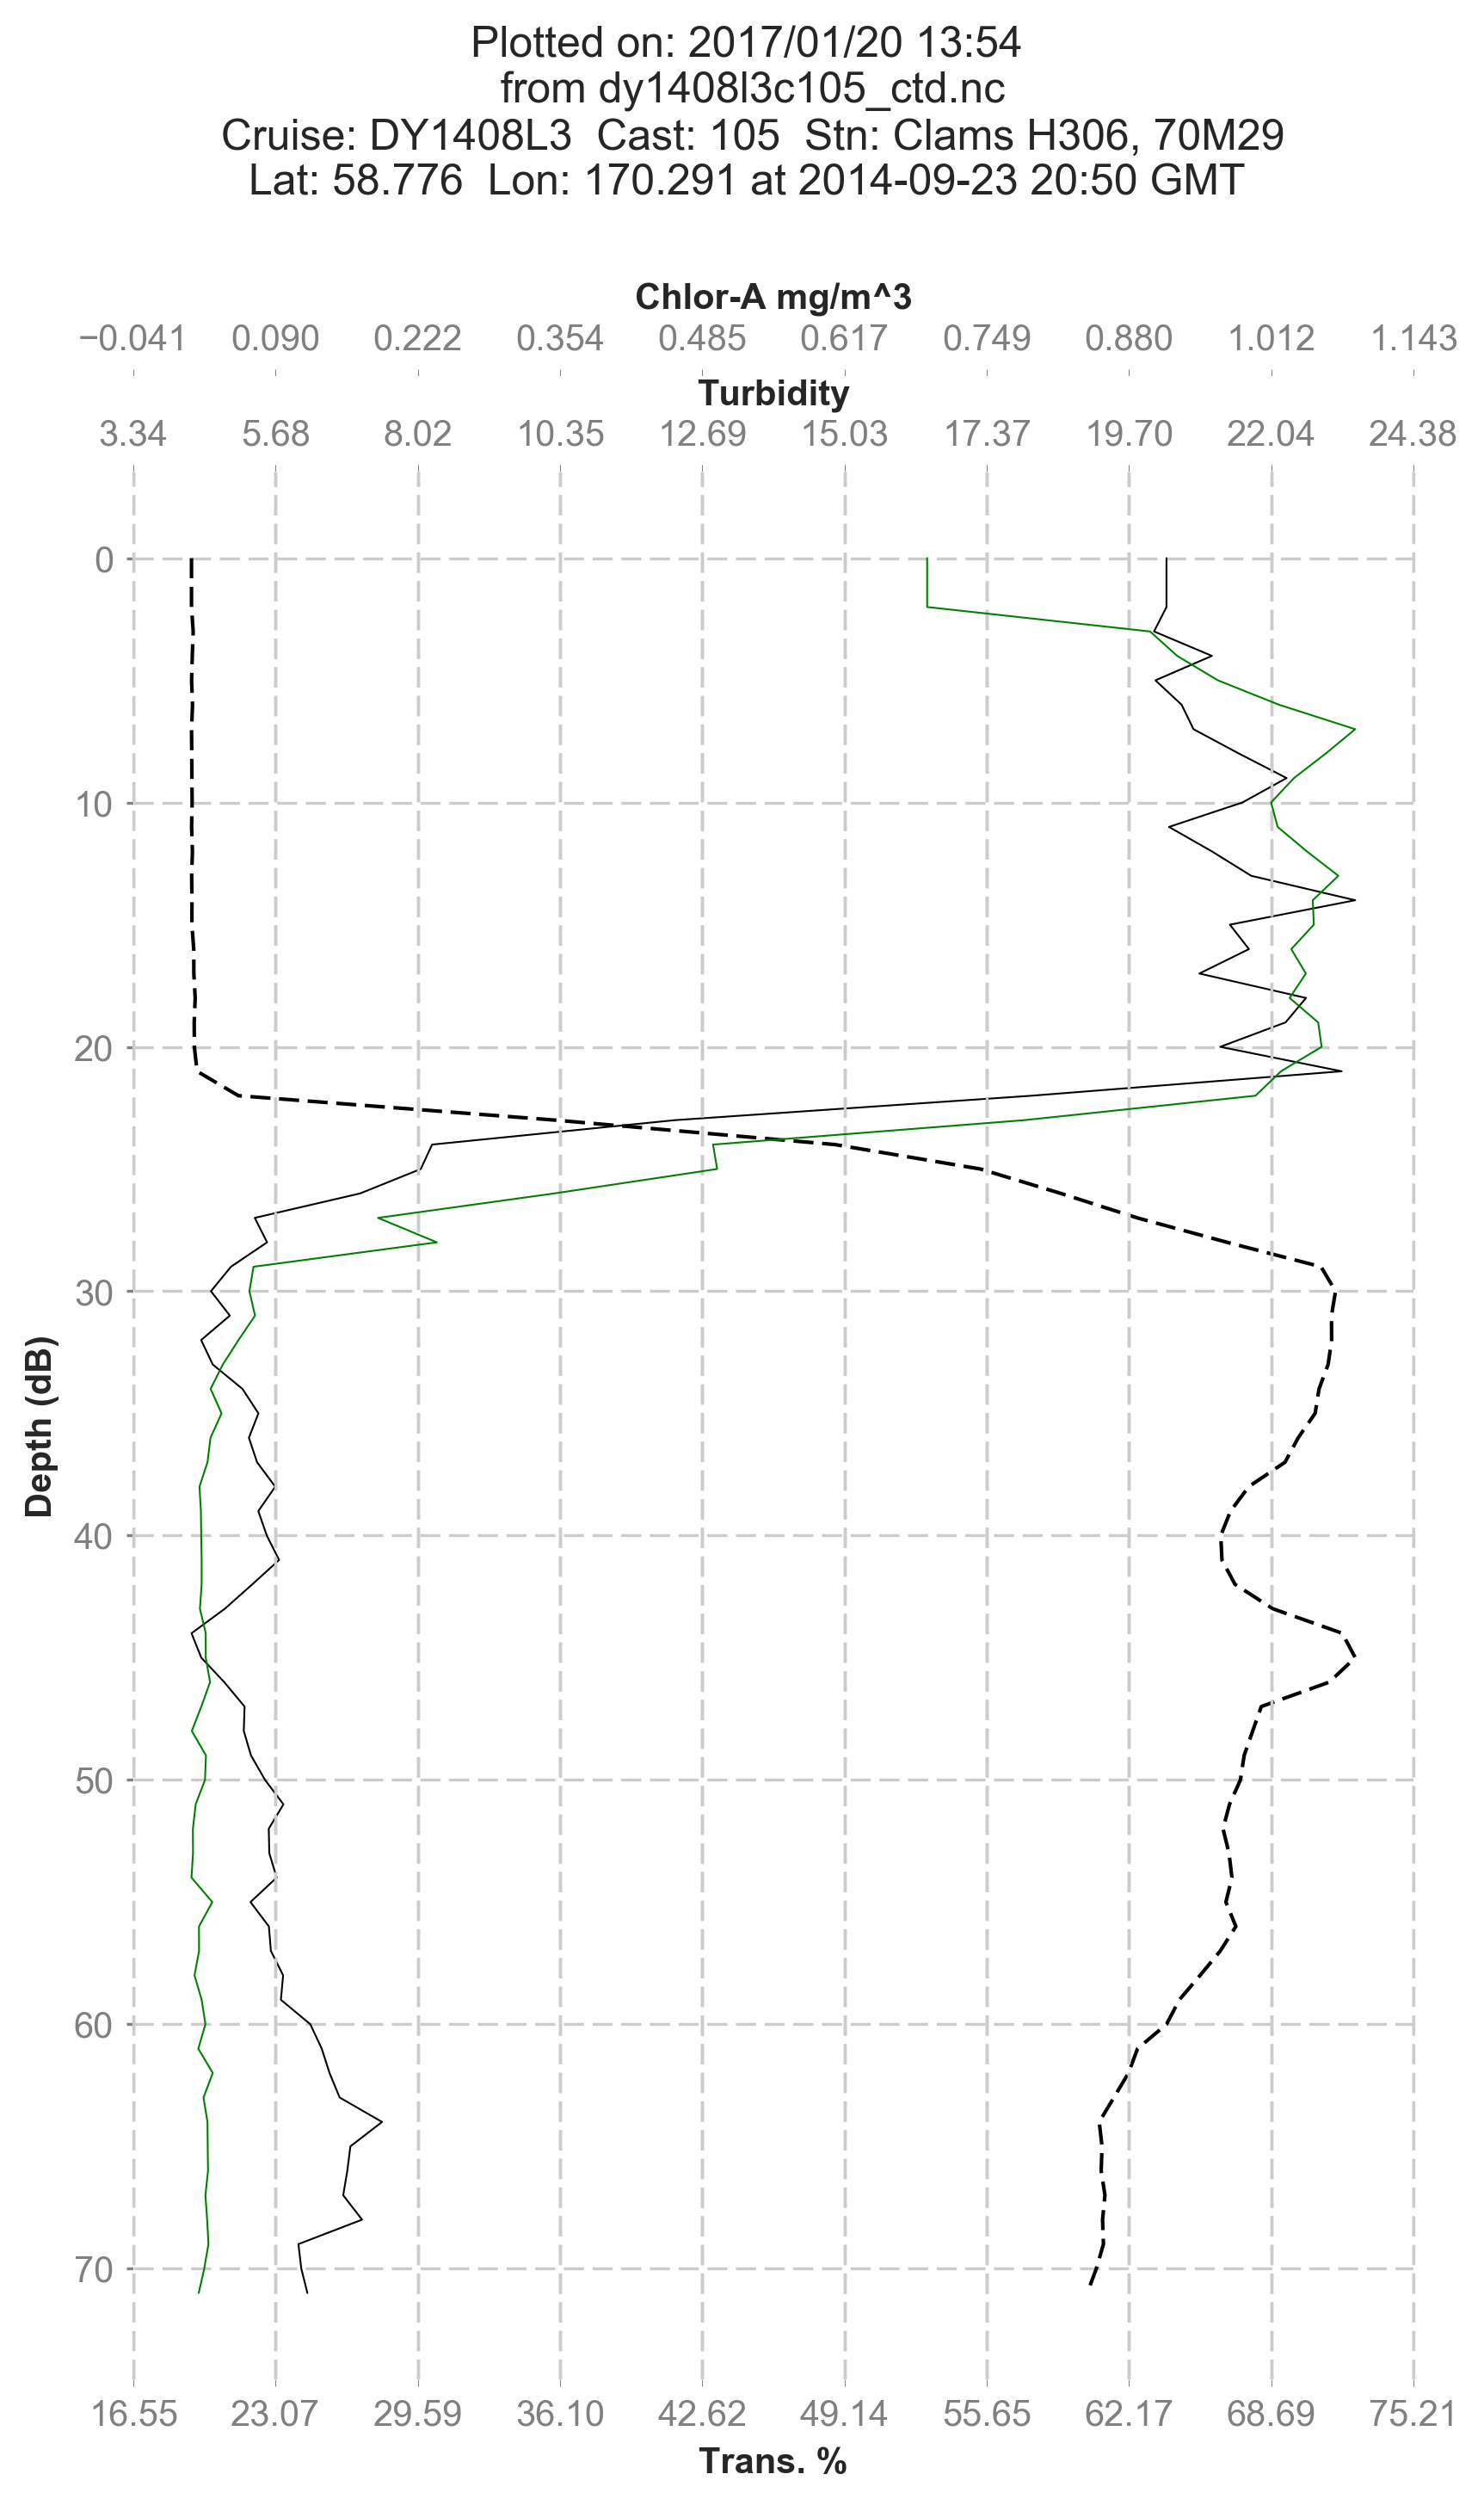 Plotted on: 2017/01/20 13:54
from dy1408l3c105_ctd.nc
Cruise: DY1408L3  Cast: 105  Stn: Clams H306, 70M29
Lat: 58.776  Lon: 170.291 at 2014-09-23 20:50 GMT
Chlor-A mg/m^3
−0.041 0.090 0.222 0.354 0.485 0.617 0.749 0.880 1.012 1.143
Turbidity
3.34 5.68 8.02 10.35 12.69 15.03 17.37 19.70 22.04 24.38
0
10
20
30
Depth (dB)
40
50
60
70
16.55 23.07 29.59 36.10 42.62 49.14 55.65 62.17 68.69 75.21
Trans. %